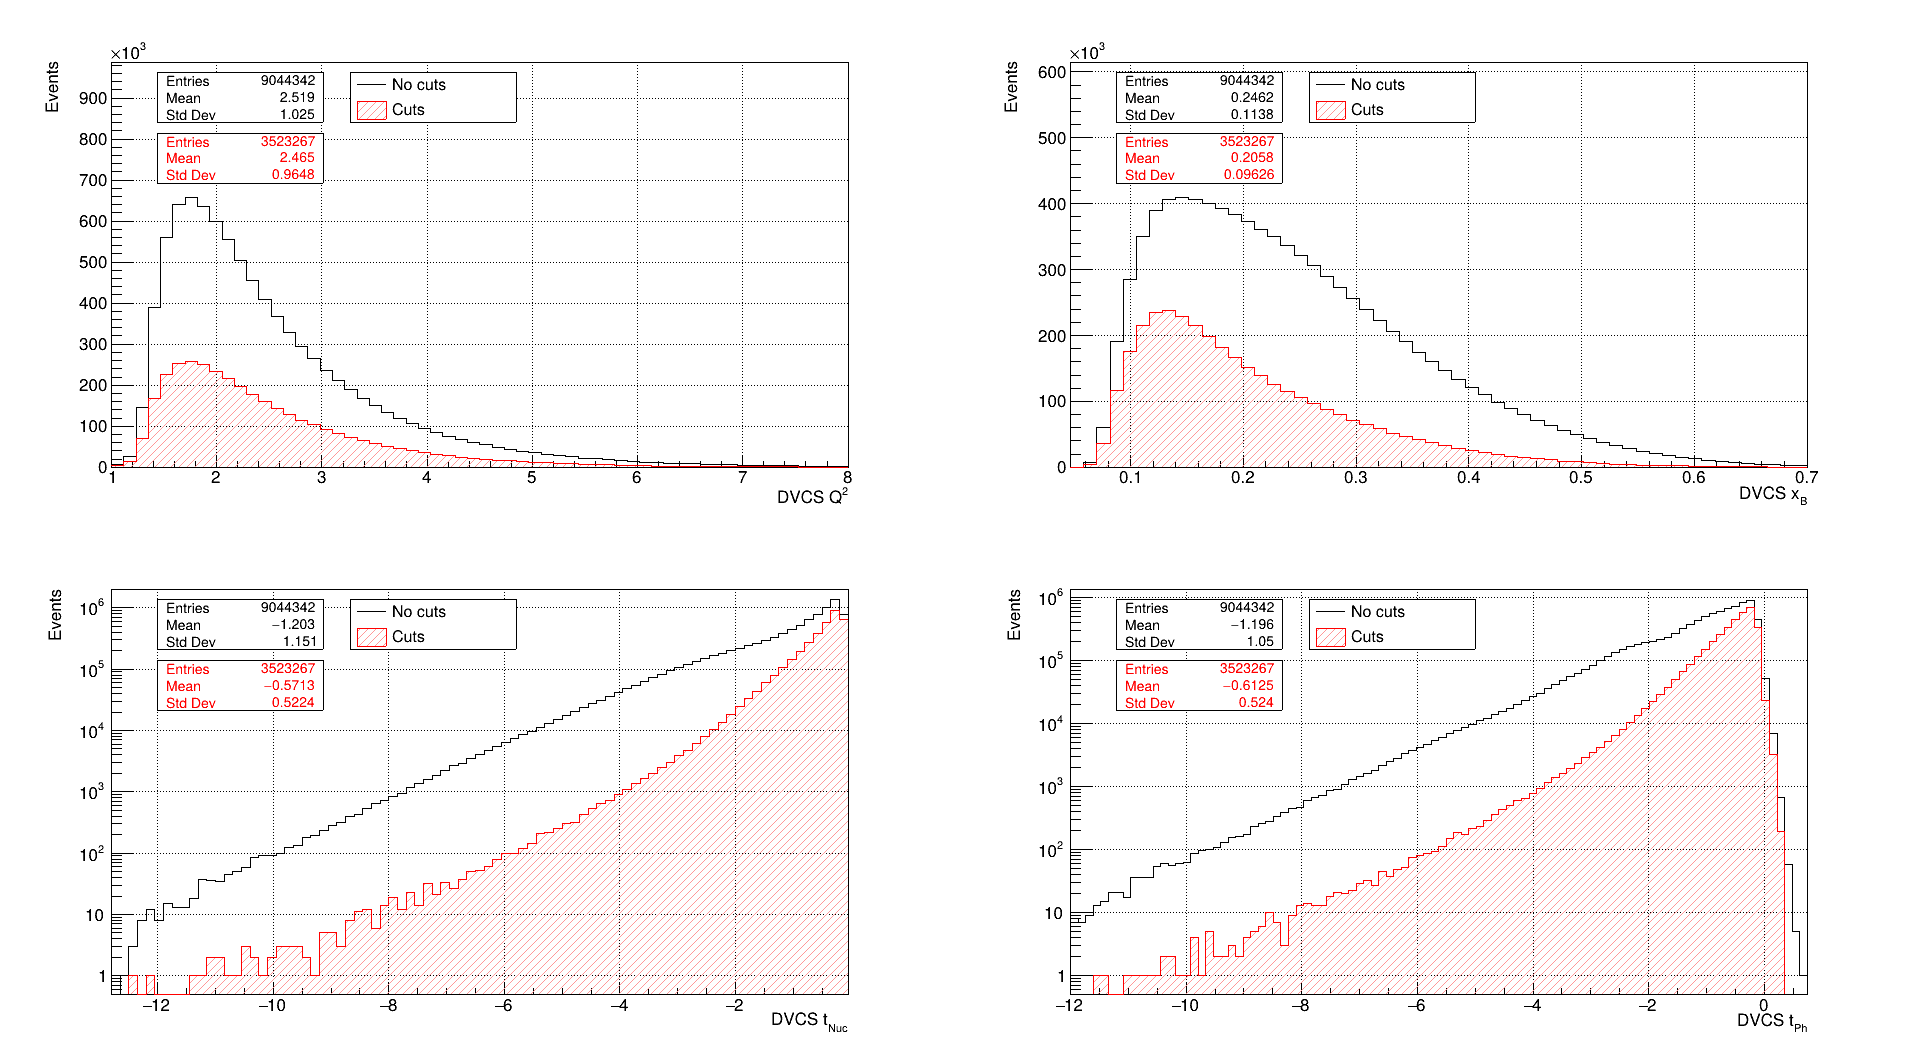 ×10³
Events
Entries 9044342
Mean 2.519
Std Dev 1.025
Entries 3523267
Mean 2.465
Std Dev 0.9648
No cuts
Cuts
900
800
700
600
500
400
300
200
100
0
1 2 3 4 5 6 7 8
DVCS Q²
×10³
Events
Entries 9044342
Mean 0.2462
Std Dev 0.1138
Entries 3523267
Mean 0.2058
Std Dev 0.09626
No cuts
Cuts
600
500
400
300
200
100
0
0.1 0.2 0.3 0.4 0.5 0.6 0.7
DVCS x_B
Events
Entries 9044342
Mean −1.203
Std Dev 1.151
Entries 3523267
Mean −0.5713
Std Dev 0.5224
No cuts
Cuts
10⁶
10⁵
10⁴
10³
10²
10
1
−12 −10 −8 −6 −4 −2
DVCS t_Nuc
Events
Entries 9044342
Mean −1.196
Std Dev 1.05
Entries 3523267
Mean −0.6125
Std Dev 0.524
No cuts
Cuts
10⁶
10⁵
10⁴
10³
10²
10
1
−12 −10 −8 −6 −4 −2 0
DVCS t_Ph